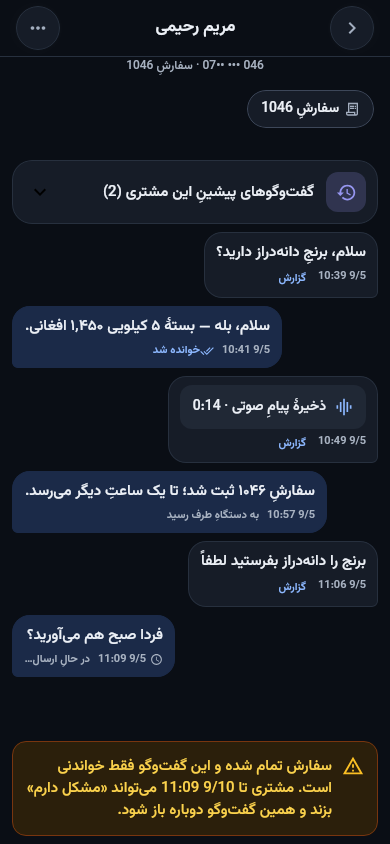 مریم رحیمی
046 ••• ••07 · سفارشِ 1046
سفارشِ 1046
گفت‌وگوهای پیشینِ این مشتری (2)
سلام، برنجِ دانه‌دراز دارید؟
10:39 9/5 گزارش
سلام، بله — بستهٔ ۵ کیلویی ۱,۴۵۰ افغانی.
10:41 9/5 خوانده شد
ذخیرهٔ پیامِ صوتی · 0:14
10:49 9/5 گزارش
سفارشِ ۱۰۴۶ ثبت شد؛ تا یک ساعتِ دیگر می‌رسد.
10:57 9/5 به دستگاهِ طرف رسید
برنج را دانه‌دراز بفرستید لطفاً
11:06 9/5 گزارش
فردا صبح هم می‌آورید؟
11:09 9/5 در حالِ ارسال…
سفارش تمام شده و این گفت‌وگو فقط خواندنی
است. مشتری تا 9/10 11:09 می‌تواند «مشکل دارم»
بزند و همین گفت‌وگو دوباره باز شود.